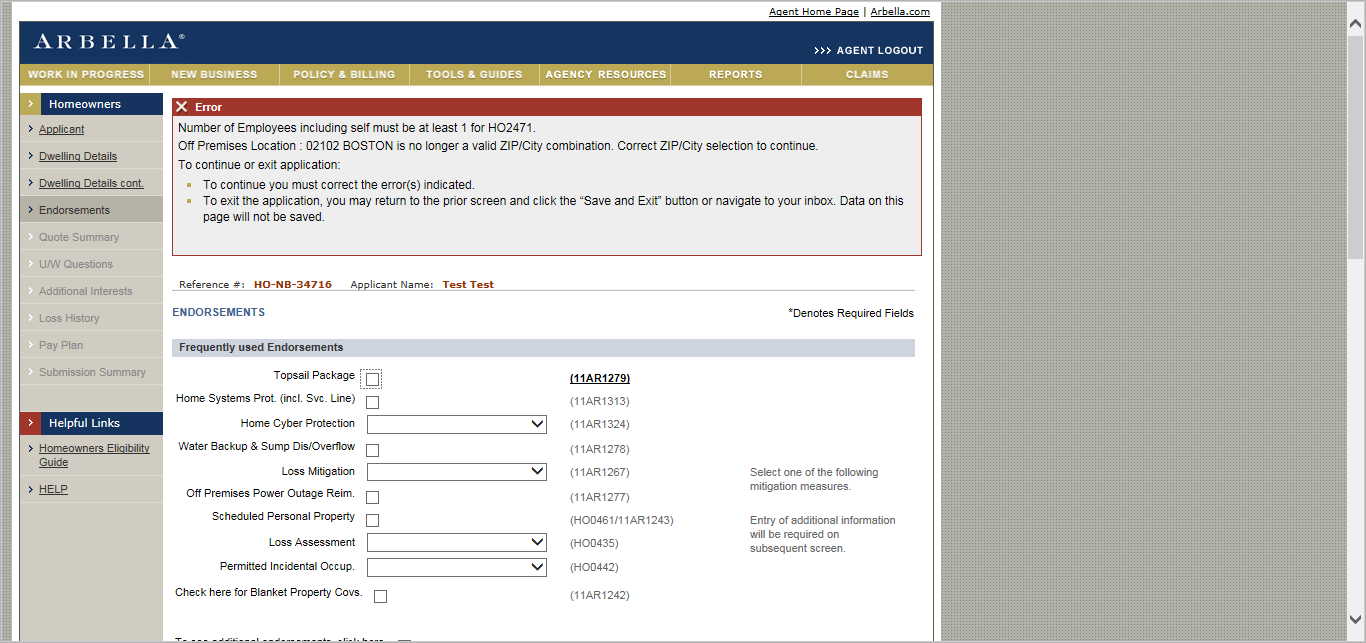 Agent Home Page | Arbella.com
ARBELLA®
>>> AGENT LOGOUT
WORK IN PROGRESS NEW BUSINESS POLICY & BILLING TOOLS & GUIDES AGENCY RESOURCES REPORTS CLAIMS
Homeowners
Applicant
Dwelling Details
Dwelling Details cont.
Endorsements
Quote Summary
U/W Questions
Additional Interests
Loss History
Pay Plan
Submission Summary
Helpful Links
Homeowners Eligibility
Guide
HELP
Error
Number of Employees including self must be at least 1 for HO2471.
Off Premises Location : 02102 BOSTON is no longer a valid ZIP/City combination. Correct ZIP/City selection to continue.
To continue or exit application:
To continue you must correct the error(s) indicated.
To exit the application, you may return to the prior screen and click the “Save and Exit” button or navigate to your inbox. Data on this
page will not be saved.
Reference #: HO-NB-34716 Applicant Name: Test Test
ENDORSEMENTS *Denotes Required Fields
Frequently used Endorsements
Topsail Package (11AR1279)
Home Systems Prot. (incl. Svc. Line) (11AR1313)
Home Cyber Protection (11AR1324)
Water Backup & Sump Dis/Overflow (11AR1278)
Loss Mitigation (11AR1267) Select one of the following
mitigation measures.
Off Premises Power Outage Reim. (11AR1277)
Scheduled Personal Property (HO0461/11AR1243) Entry of additional information
will be required on
subsequent screen.
Loss Assessment (HO0435)
Permitted Incidental Occup. (HO0442)
Check here for Blanket Property Covs. (11AR1242)
To see additional endorsements, click here